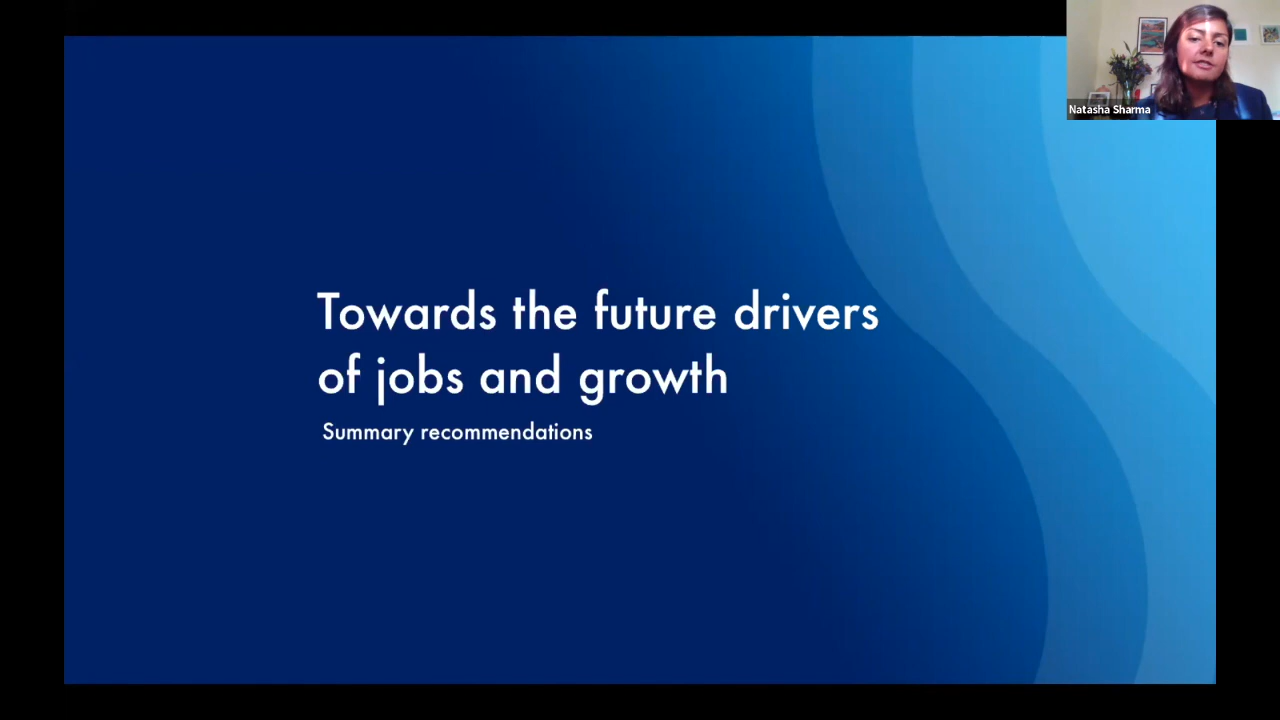 Natasha Sharma
Towards the future drivers
of jobs and growth
Summary recommendations